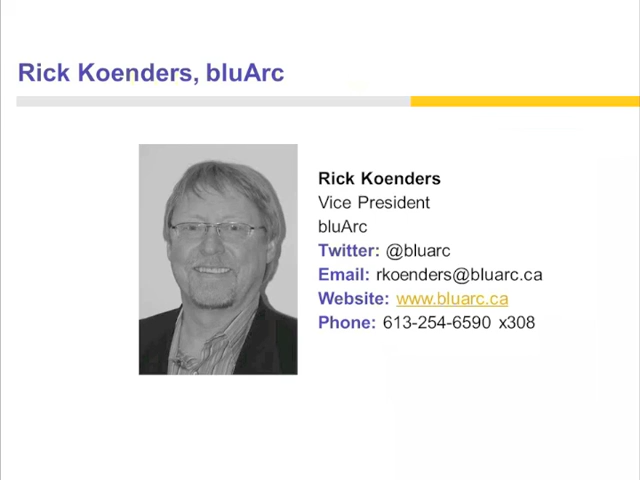 Rick Koenders, bluArc
Rick Koenders
Vice President
bluArc
Twitter: @bluarc
Email: rkoenders@bluarc.ca
Website: www.bluarc.ca
Phone: 613-254-6590 x308